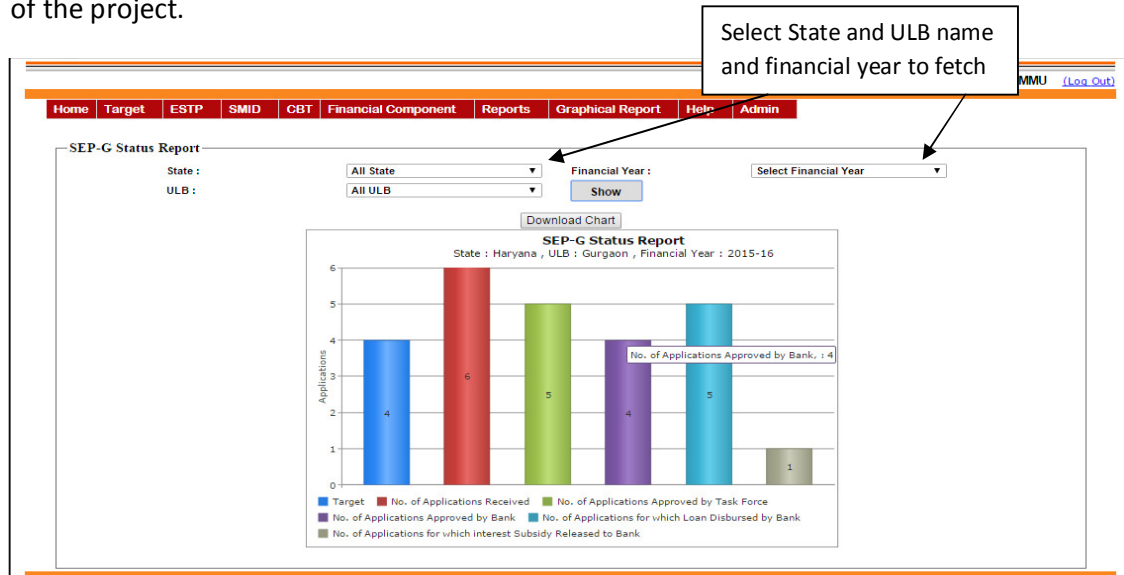 of the project.
Select State and ULB name
and financial year to fetch
MMU (Log Out)
Home Target ESTP SMID CBT Financial Component Reports Graphical Report Help Admin
SEP-G Status Report
State : All State Financial Year : Select Financial Year
ULB : All ULB Show
Download Chart
SEP-G Status Report
State : Haryana , ULB : Gurgaon , Financial Year : 2015-16
Applications
6
5
4
3
2
1
0
4
6
5
4
5
1
No. of Applications Approved by Bank, : 4
Target No. of Applications Received No. of Applications Approved by Task Force
No. of Applications Approved by Bank No. of Applications for which Loan Disbursed by Bank
No. of Applications for which interest Subsidy Released to Bank